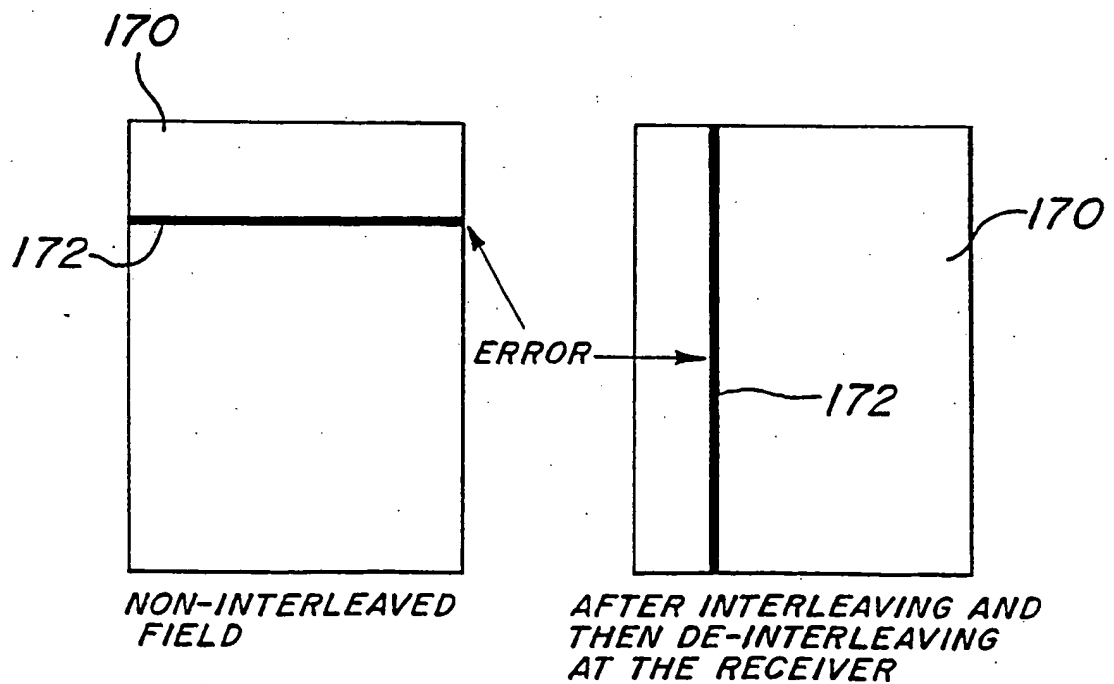 170
170
172
ERROR
172
NON-INTERLEAVED
FIELD
AFTER INTERLEAVING AND
THEN DE-INTERLEAVING
AT THE RECEIVER